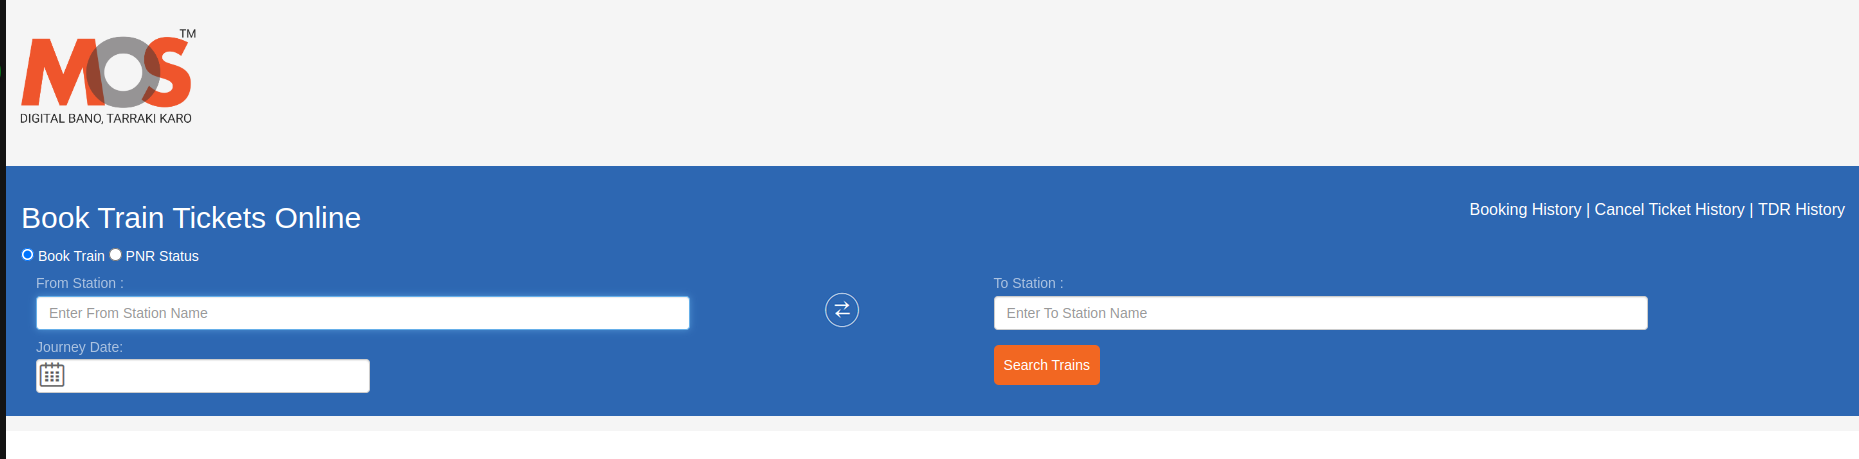 MOS™
DIGITAL BANO, TARRAKI KARO
Book Train Tickets Online
Booking History | Cancel Ticket History | TDR History
Book Train PNR Status
From Station :
To Station :
Enter From Station Name
Enter To Station Name
Journey Date:
Search Trains